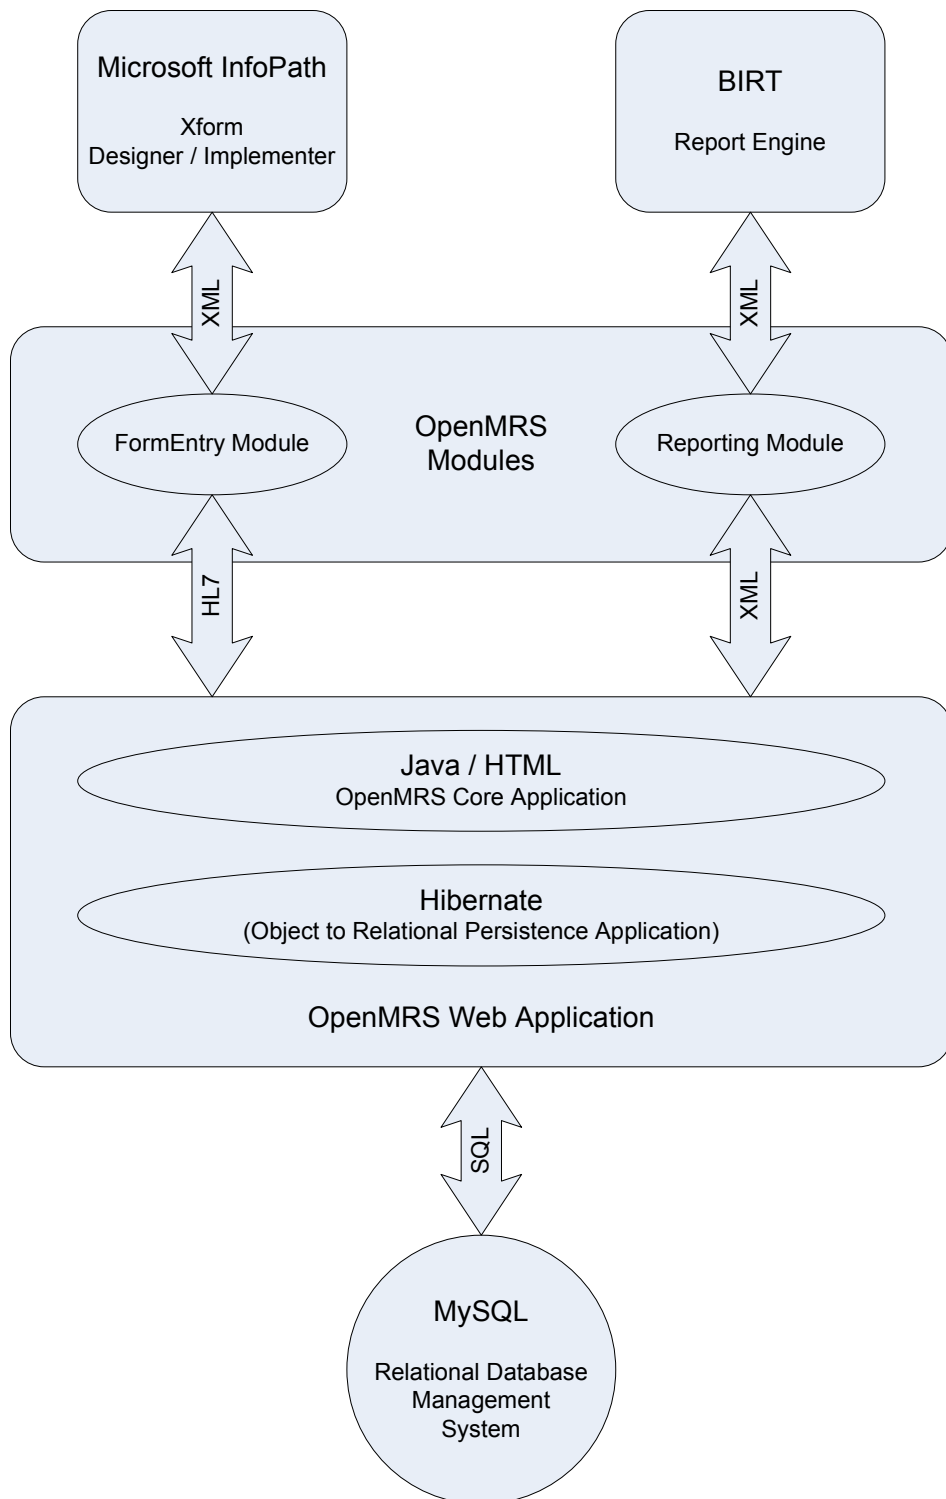 Microsoft InfoPath
Xform
Designer / Implementer
BIRT
Report Engine
XML
XML
FormEntry Module
OpenMRS
Modules
Reporting Module
HL7
XML
Java / HTML
OpenMRS Core Application
Hibernate
(Object to Relational Persistence Application)
OpenMRS Web Application
SQL
MySQL
Relational Database
Management
System